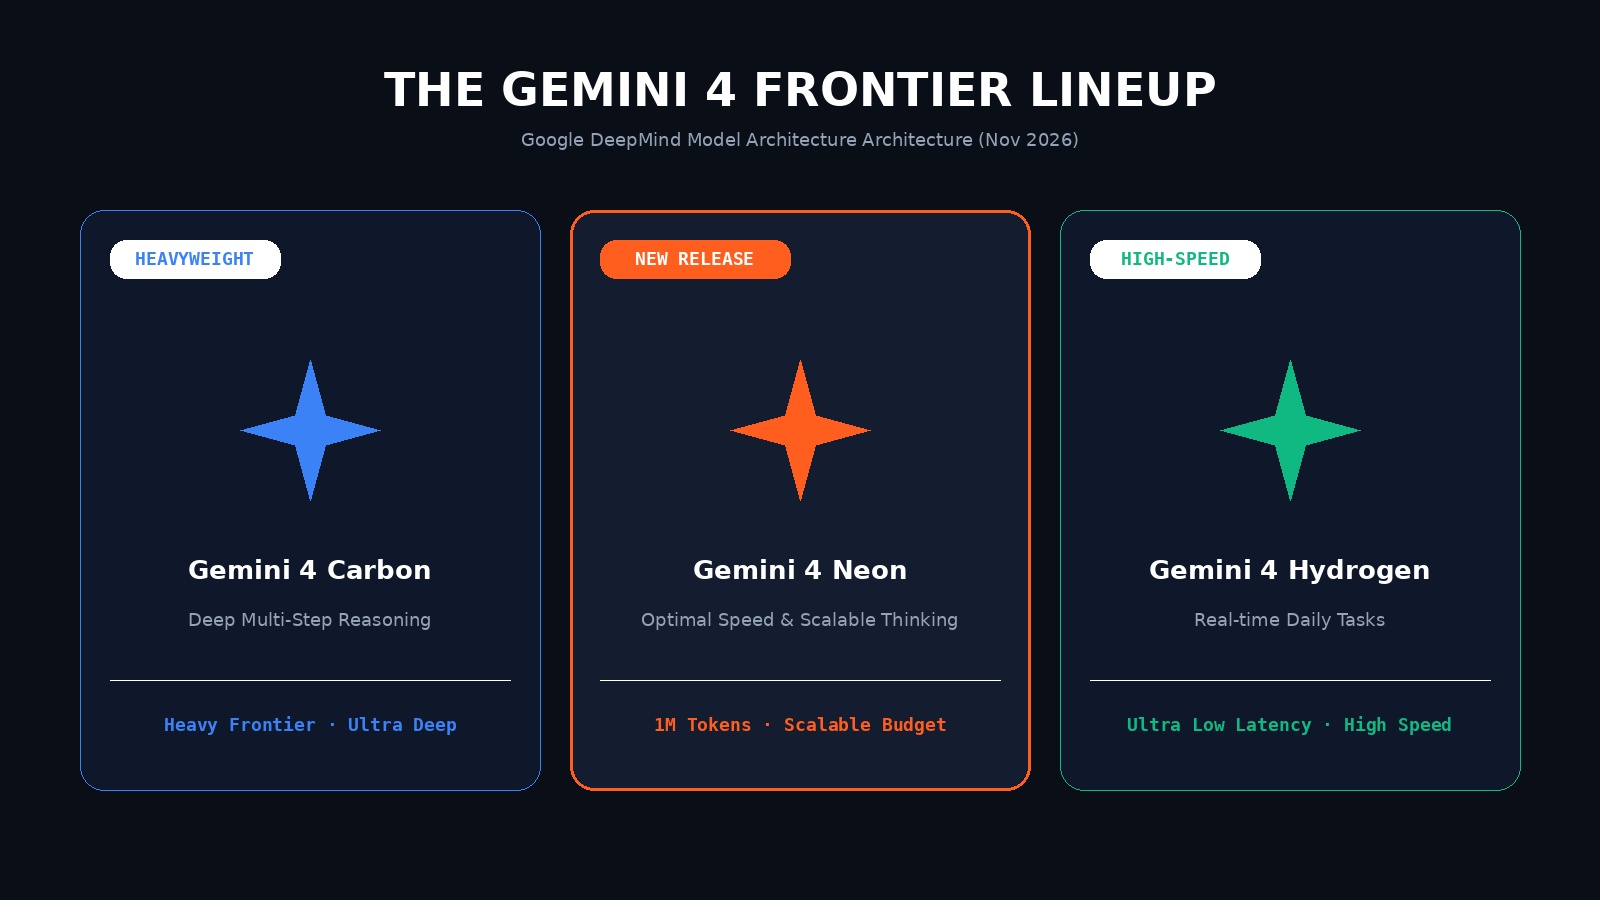 THE GEMINI 4 FRONTIER LINEUP
Google DeepMind Model Architecture Architecture (Nov 2026)
HEAVYWEIGHT
Gemini 4 Carbon
Deep Multi-Step Reasoning
Heavy Frontier · Ultra Deep
NEW RELEASE
Gemini 4 Neon
Optimal Speed & Scalable Thinking
1M Tokens · Scalable Budget
HIGH-SPEED
Gemini 4 Hydrogen
Real-time Daily Tasks
Ultra Low Latency · High Speed